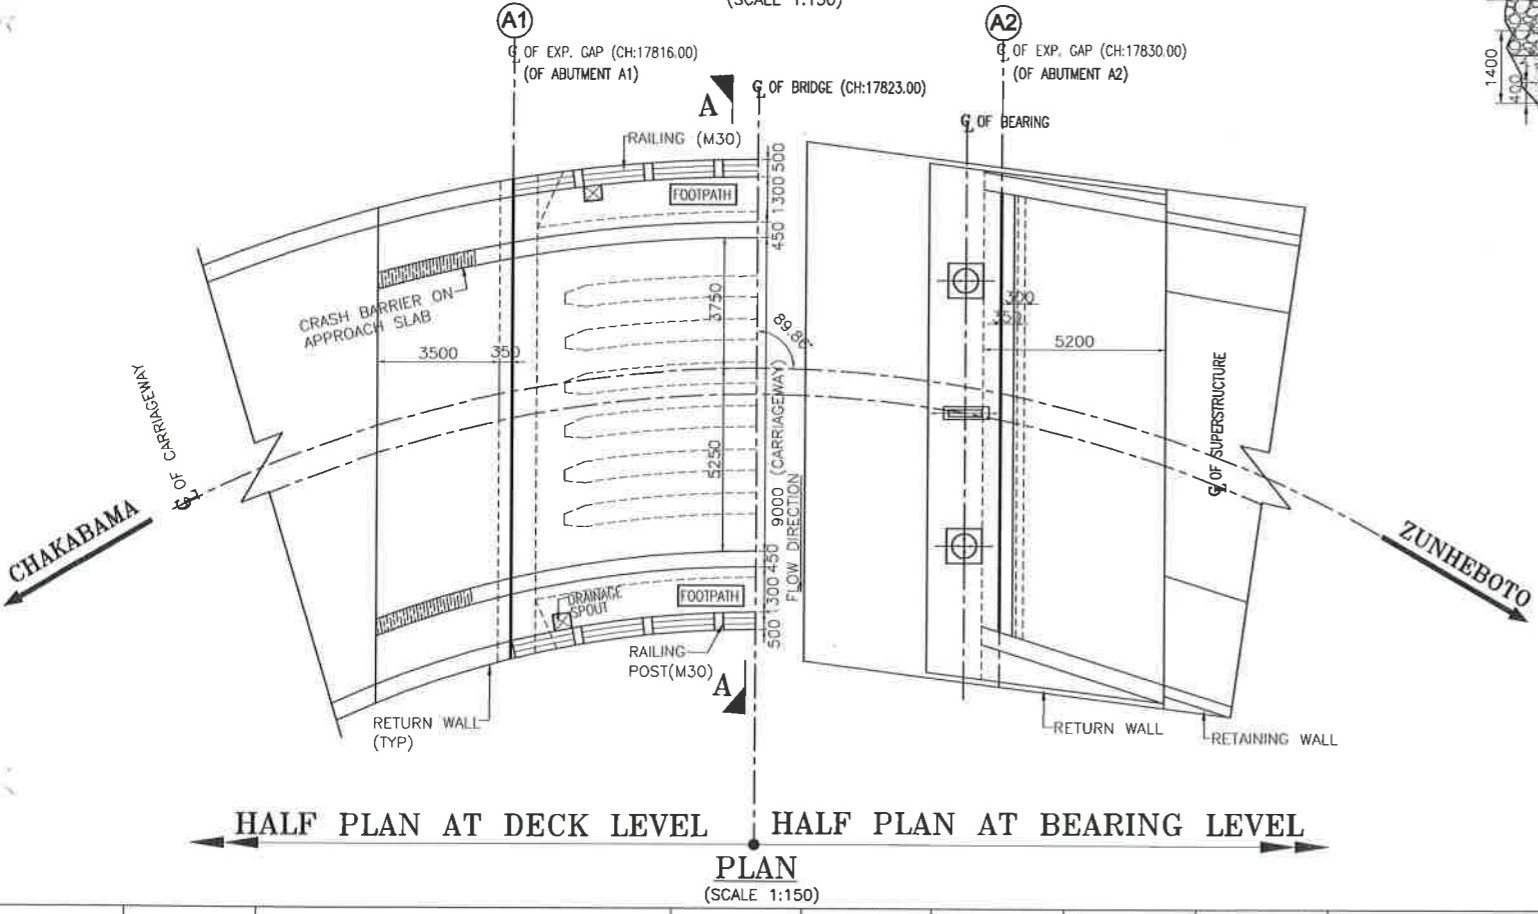 (SCALE 1:150)
A1
A2
℄ OF EXP. GAP (CH:17816.00)
(OF ABUTMENT A1)
℄ OF EXP. GAP (CH:17830.00)
(OF ABUTMENT A2)
1400
400
A
℄ OF BRIDGE (CH:17823.00)
℄ OF BEARING
RAILING (M30)
500
1300
450
FOOTPATH
CRASH BARRIER ON
APPROACH SLAB
3750
300
350
3500
350
5200
℄ OF CARRIAGEWAY
9000 (CARRIAGEWAY)
FLOW DIRECTION
5250
℄ OF SUPERSTRUCTURE
CHAKABAMA
ZUNHEBOTO
450
1300
500
DRAINAGE
SPOUT
FOOTPATH
RAILING
POST(M30)
A
RETURN WALL
(TYP)
RETURN WALL
RETAINING WALL
HALF PLAN AT DECK LEVEL
HALF PLAN AT BEARING LEVEL
PLAN
(SCALE 1:150)